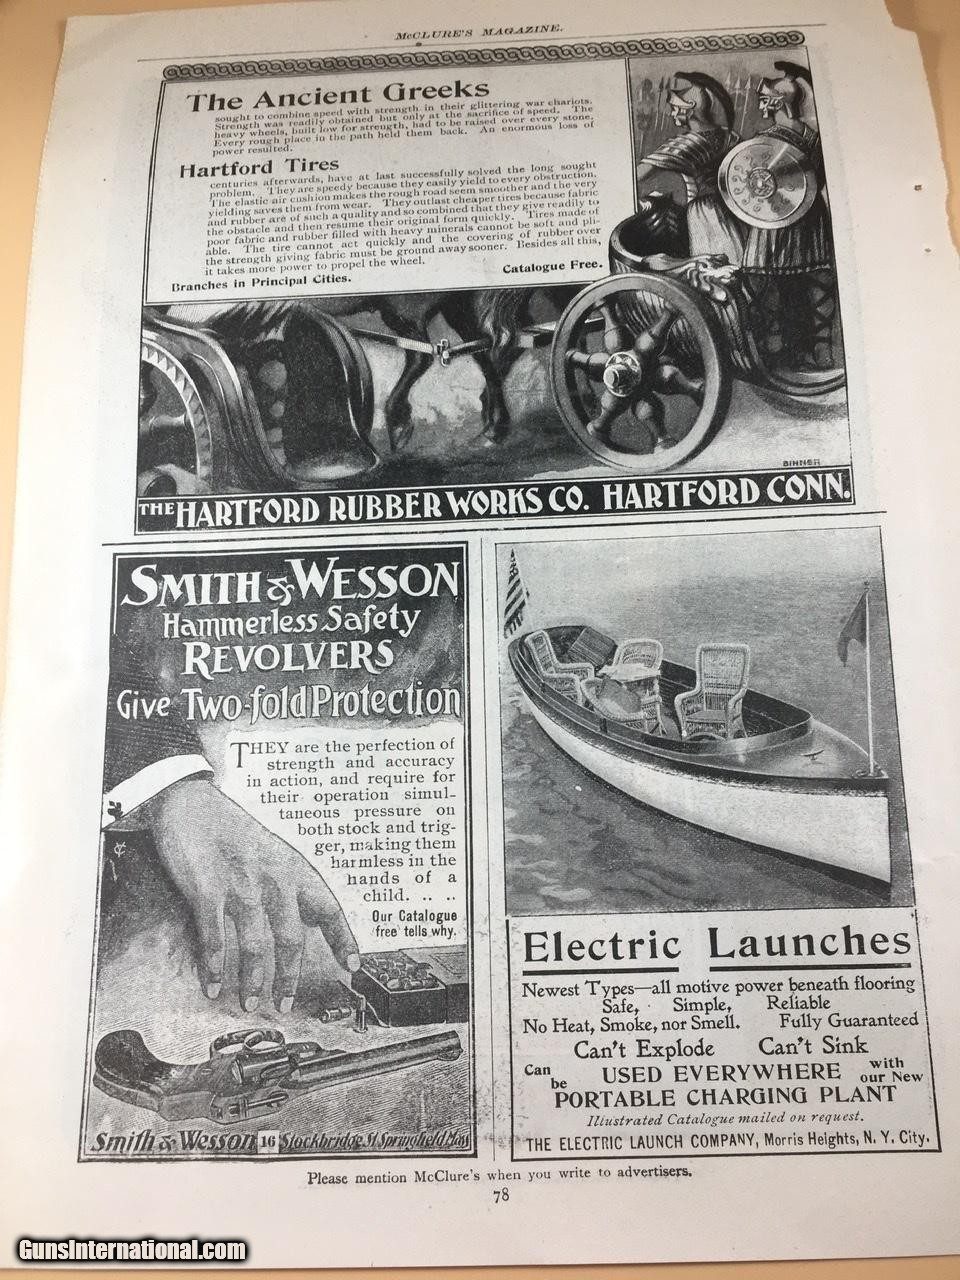 McCLURE'S MAGAZINE.
The Ancient Greeks
sought to combine speed with strength in their glittering war chariots.
Strength was readily obtained but only at the sacrifice of speed. The
heavy wheels, built low for strength, had to be raised over every stone.
Every rough place in the path held them back. An enormous loss of
power resulted.
Hartford Tires
centuries afterwards, have at last successfully solved the long sought
problem. They are speedy because they easily yield to every obstruction.
The elastic air cushion makes the rough road seem smoother and the very
yielding saves them from wear. They outlast cheaper tires because fabric
and rubber are of such a quality and so combined that they give readily to
the obstacle and then resume their original form quickly. Tires made of
poor fabric and rubber filled with heavy minerals cannot be soft and pli-
able. The tire cannot act quickly and the covering of rubber over
the strength giving fabric must be ground away sooner. Besides all this,
it takes more power to propel the wheel.
Branches in Principal Cities. Catalogue Free.
BINNER
THE HARTFORD RUBBER WORKS CO. HARTFORD CONN.
SMITH & WESSON
Hammerless Safety
REVOLVERS
Give Two-fold Protection
THEY are the perfection of
strength and accuracy
in action, and require for
their operation simul-
taneous pressure on
both stock and trig-
ger, making them
harmless in the
hands of a
child. .. ..
Our Catalogue
free tells why.
Smith & Wesson 16 Stockbridge St. Springfield Mass
Electric Launches
Newest Types—all motive power beneath flooring
Safe, Simple, Reliable
No Heat, Smoke, nor Smell. Fully Guaranteed
Can't Explode Can't Sink
Can be USED EVERYWHERE with our New
PORTABLE CHARGING PLANT
Illustrated Catalogue mailed on request.
THE ELECTRIC LAUNCH COMPANY, Morris Heights, N. Y. City.
Please mention McClure's when you write to advertisers.
78
GunsInternational.com